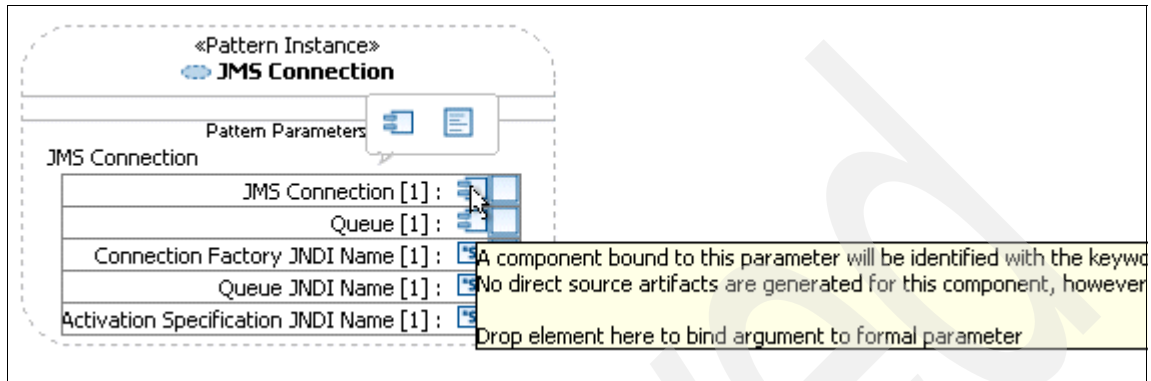 «Pattern Instance»
JMS Connection
Pattern Parameters
JMS Connection
JMS Connection [1] :
Queue [1] :
Connection Factory JNDI Name [1] :
Queue JNDI Name [1] :
Activation Specification JNDI Name [1] :
A component bound to this parameter will be identified with the keywo
No direct source artifacts are generated for this component, however
Drop element here to bind argument to formal parameter